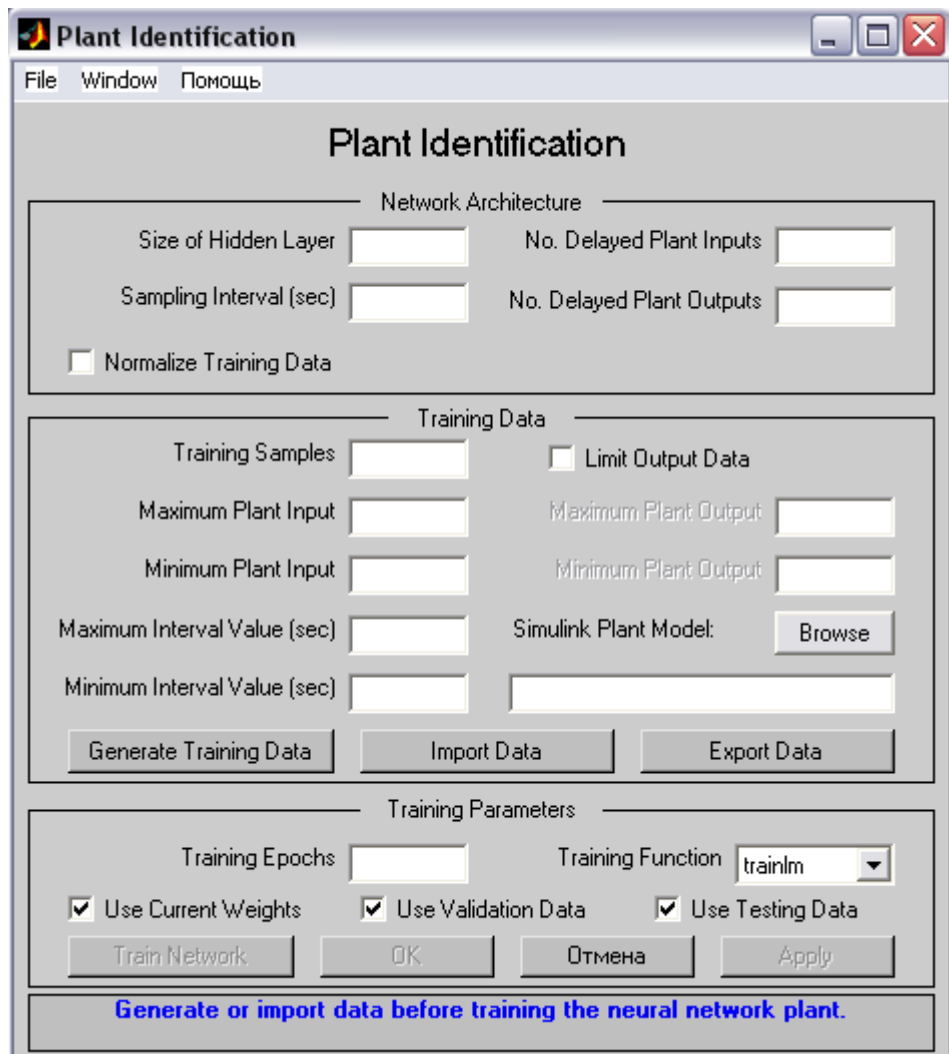 Plant Identification
File Window Помощь
Plant Identification
Network Architecture
Size of Hidden Layer No. Delayed Plant Inputs
Sampling Interval (sec) No. Delayed Plant Outputs
Normalize Training Data
Training Data
Training Samples Limit Output Data
Maximum Plant Input Maximum Plant Output
Minimum Plant Input Minimum Plant Output
Maximum Interval Value (sec) Simulink Plant Model: Browse
Minimum Interval Value (sec)
Generate Training Data Import Data Export Data
Training Parameters
Training Epochs Training Function trainlm
Use Current Weights Use Validation Data Use Testing Data
Train Network OK Отмена Apply
Generate or import data before training the neural network plant.